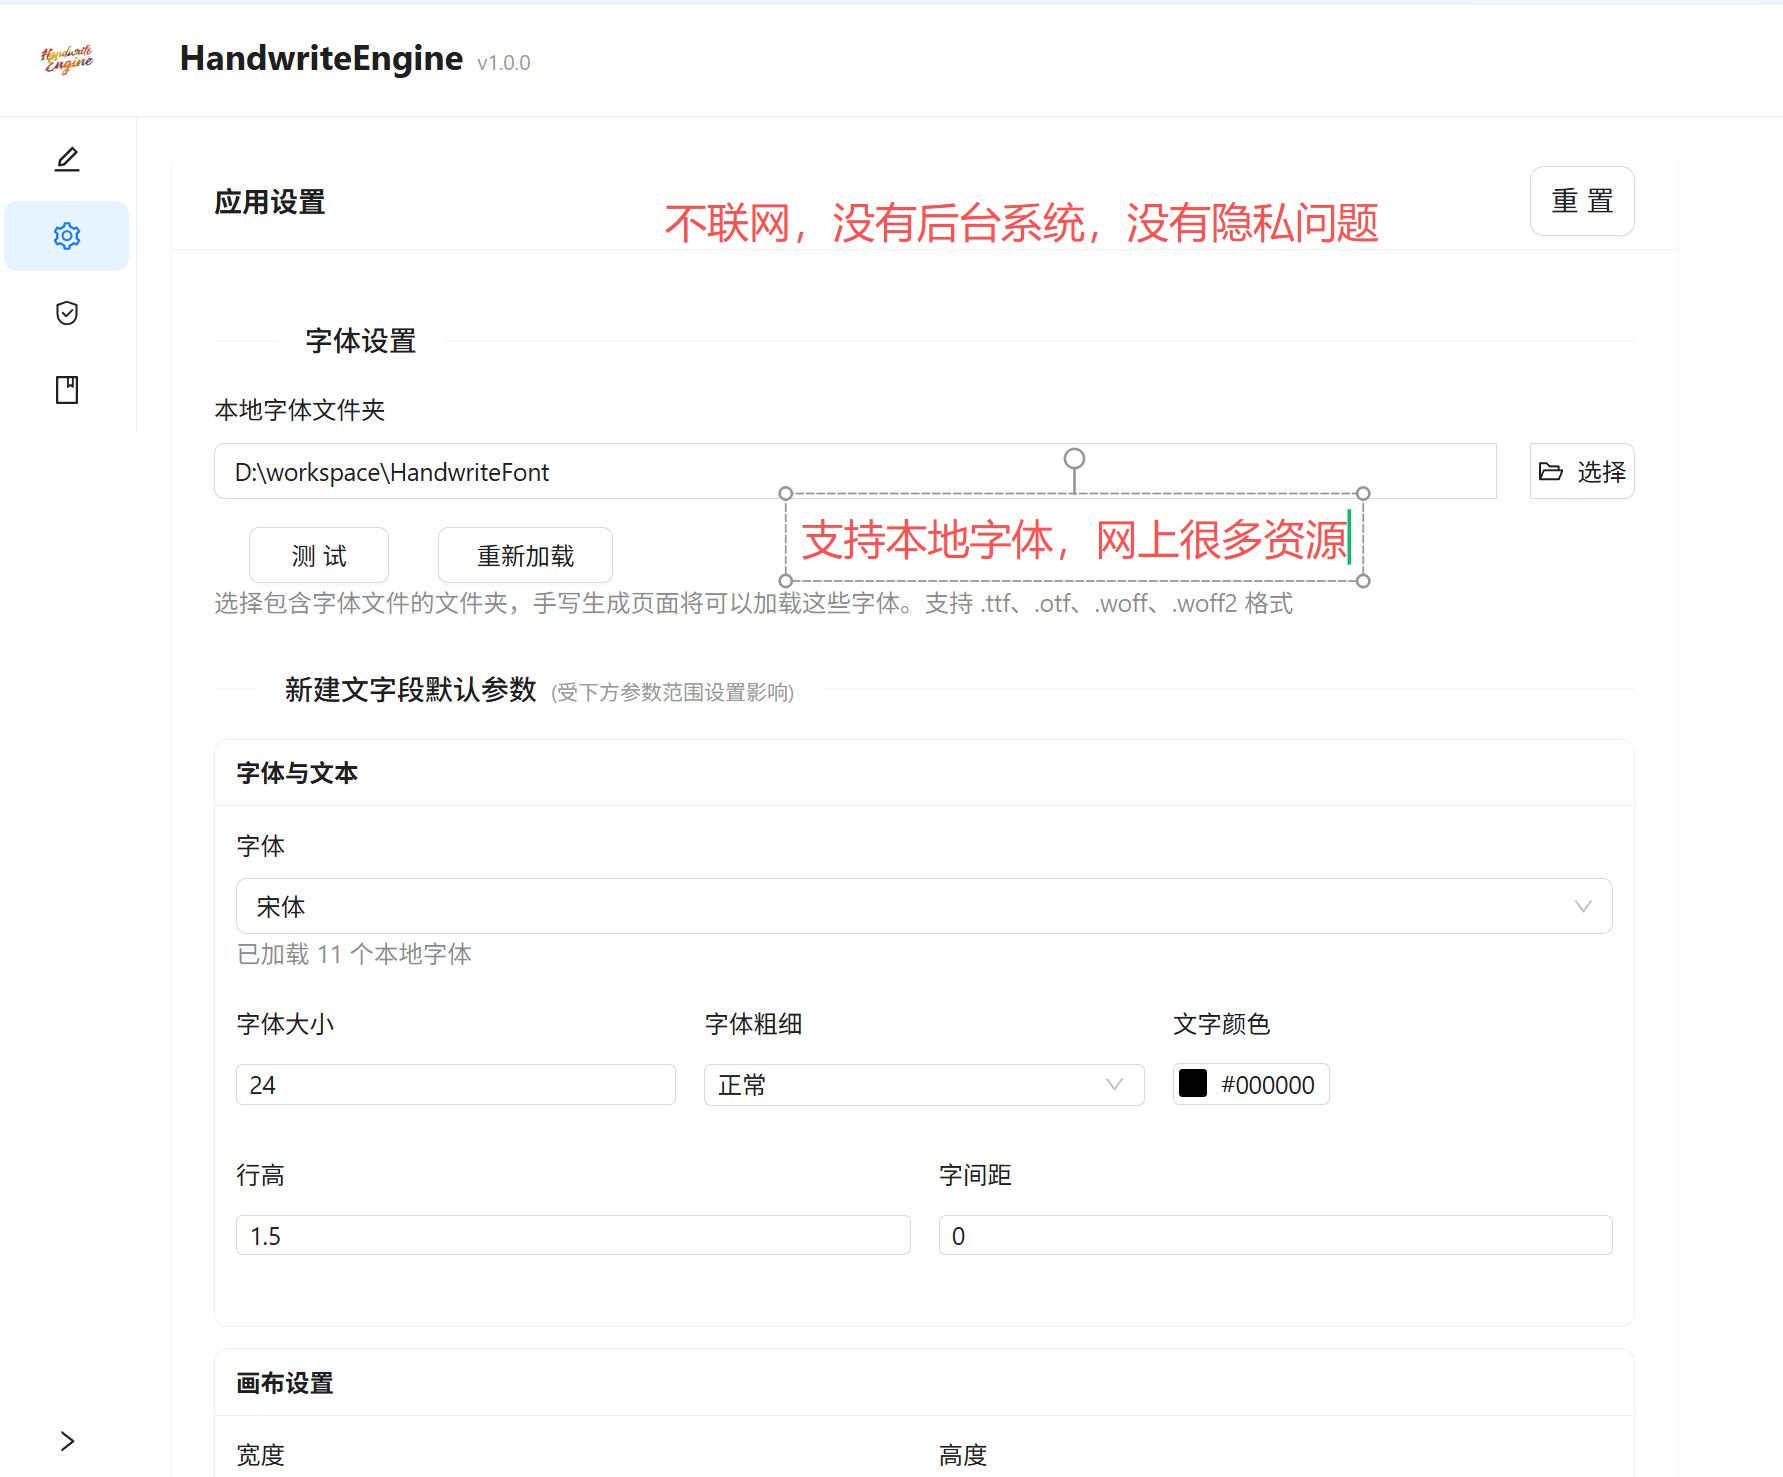 Handwrite
Engine
HandwriteEngine v1.0.0
应用设置
不联网，没有后台系统，没有隐私问题
重 置
字体设置
本地字体文件夹
D:\workspace\HandwriteFont
选择
测 试
重新加载
支持本地字体，网上很多资源
选择包含字体文件的文件夹，手写生成页面将可以加载这些字体。支持 .ttf、.otf、.woff、.woff2 格式
新建文字段默认参数 (受下方参数范围设置影响)
字体与文本
字体
宋体
已加载 11 个本地字体
字体大小 字体粗细 文字颜色
24 正常 #000000
行高 字间距
1.5 0
画布设置
宽度 高度